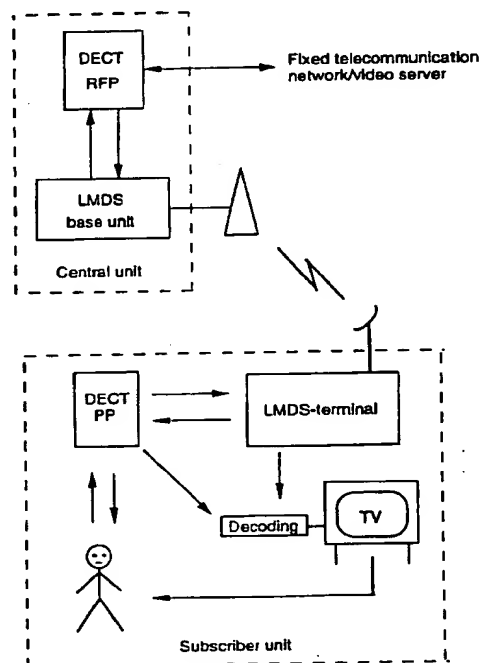 DECT
RFP
Fixed telecommunication
network/video server
LMDS
base unit
Central unit
DECT
PP
LMDS-terminal
Decoding
TV
Subscriber unit